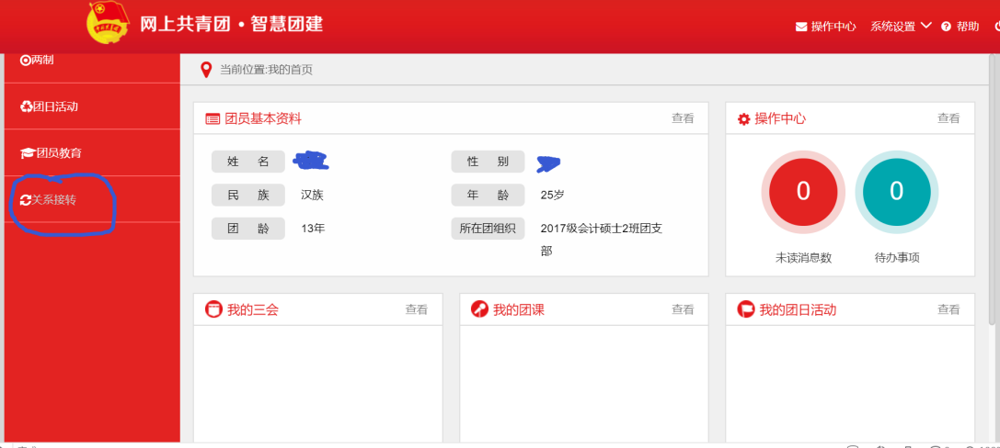 网上共青团·智慧团建
操作中心 系统设置 帮助
两制
团日活动
团员教育
关系接转
当前位置:我的首页
团员基本资料 查看
姓 名
性 别
民 族 汉族
年 龄 25岁
团 龄 13年
所在团组织 2017级会计硕士2班团支
部
操作中心 查看
0 0
未读消息数 待办事项
我的三会 查看
我的团课 查看
我的团日活动 查看